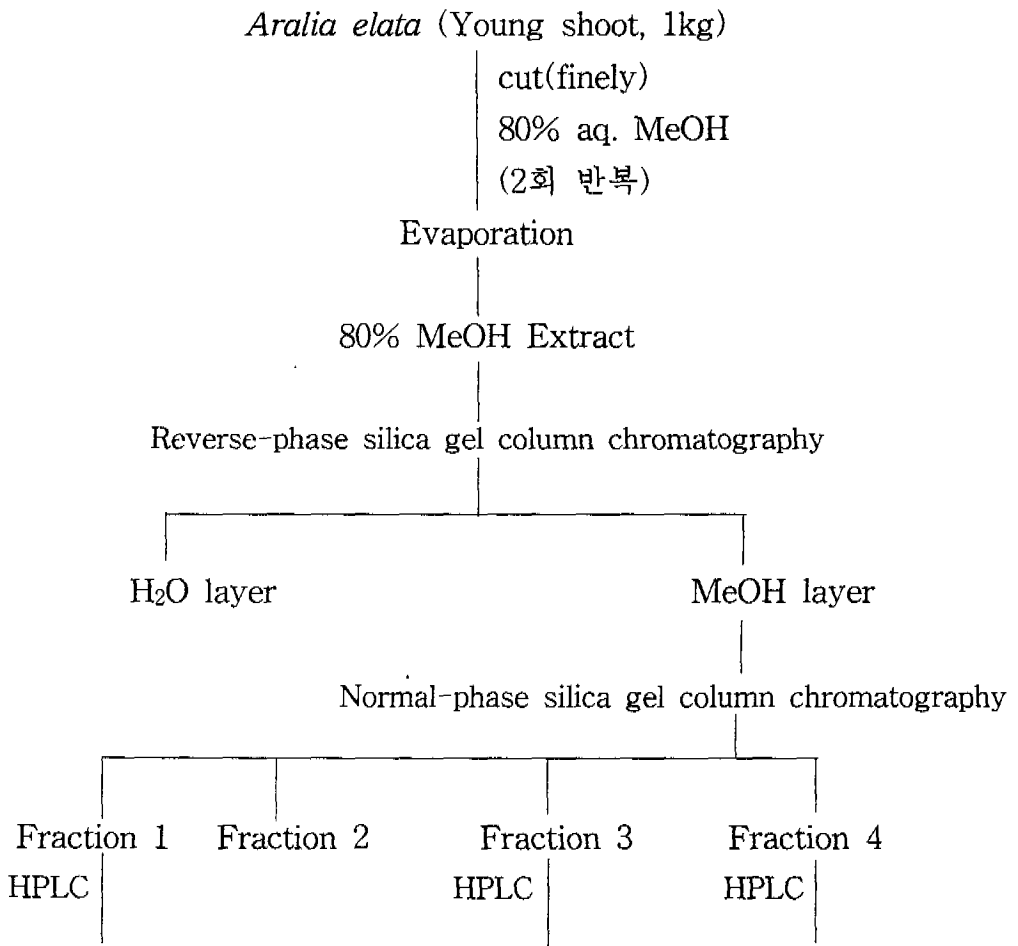 Aralia elata (Young shoot, 1kg)
cut(finely)
80% aq. MeOH
(2회 반복)
Evaporation
80% MeOH Extract
Reverse-phase silica gel column chromatography
H₂O layer MeOH layer
Normal-phase silica gel column chromatography
Fraction 1 Fraction 2 Fraction 3 Fraction 4
HPLC HPLC HPLC